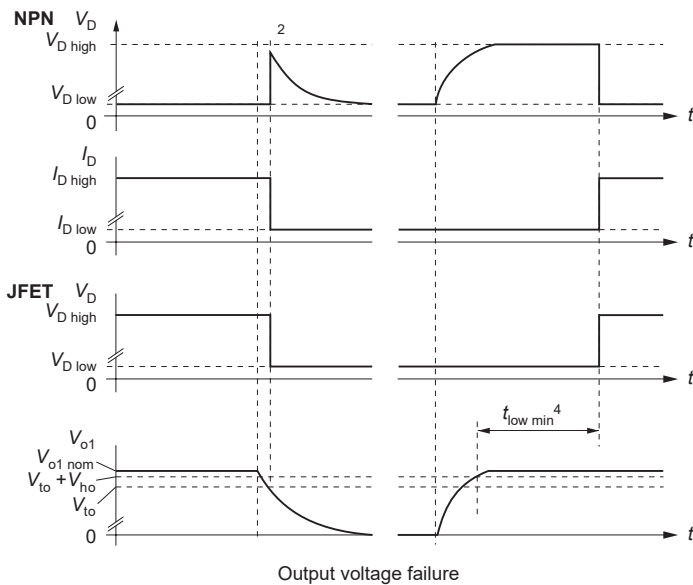 NPN V_D
2
V_D high
V_D low
0
t
I_D
I_D high
I_D low
0
t
JFET V_D
V_D high
V_D low
0
t
t_low min 4
V_o1
V_o1 nom
V_to + V_ho
V_to
0
t
Output voltage failure